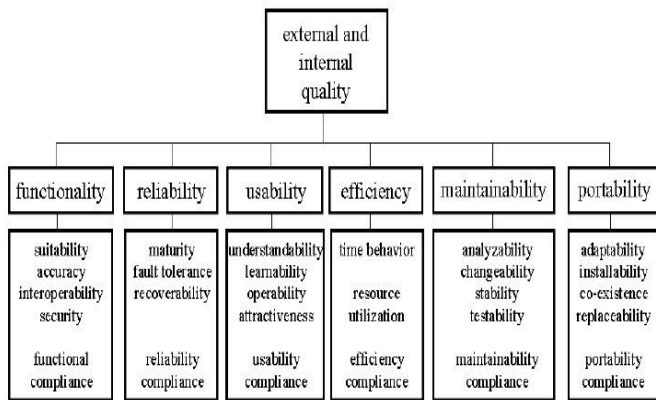 external and
internal
quality
functionality
reliability
usability
efficiency
maintainability
portability
suitability
accuracy
interoperability
security
functional
compliance
maturity
fault tolerance
recoverability
reliability
compliance
understandability
learnability
operability
attractiveness
usability
compliance
time behavior
resource
utilization
efficiency
compliance
analyzability
changeability
stability
testability
maintainability
compliance
adaptability
installability
co-existence
replaceability
portability
compliance